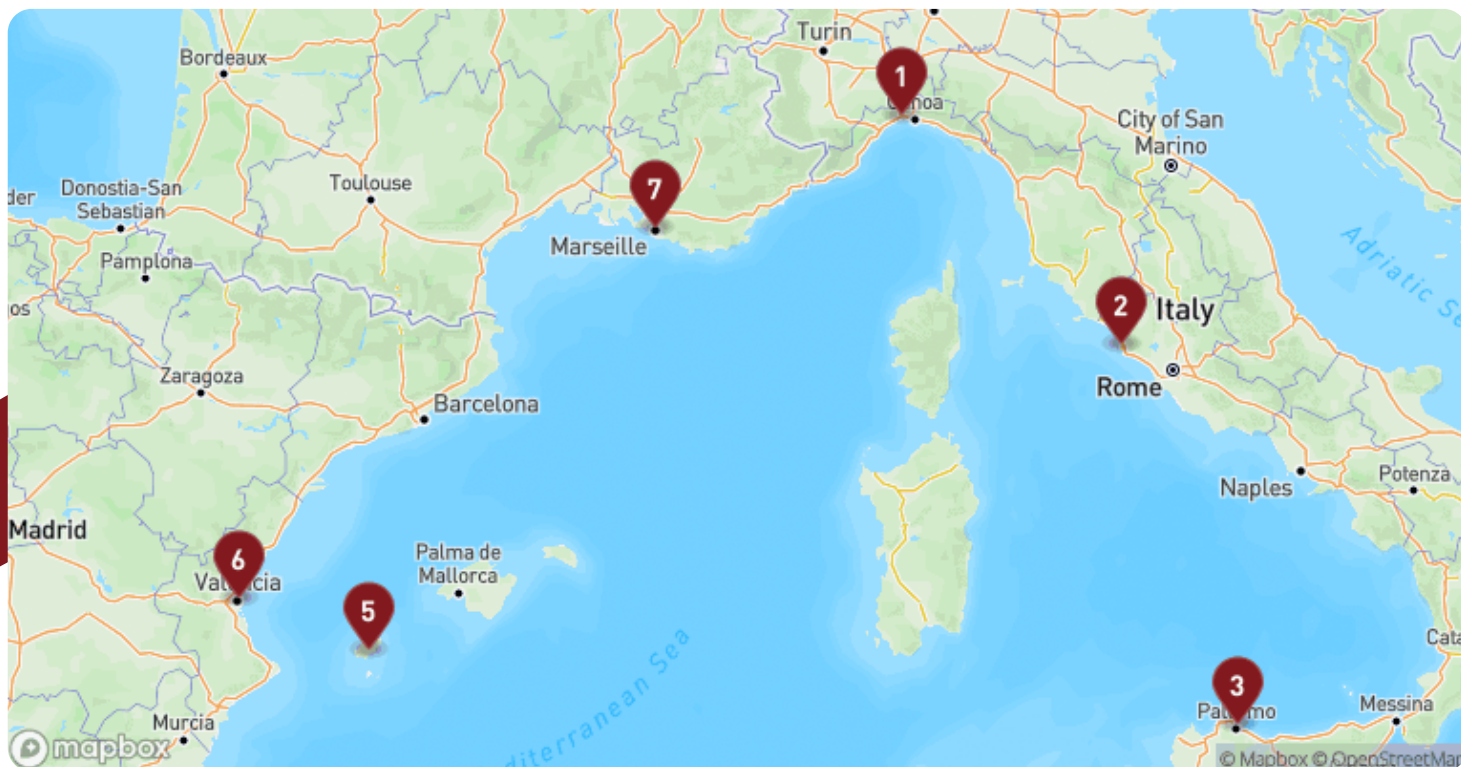 Turin
Bordeaux
1
Genoa
City of San
Marino
Toulouse
Donostia-San
Sebastian
7
Marseille
Pamplona
Adriatic
2
Italy
Zaragoza
Rome
Barcelona
Naples
Potenza
Madrid
Palma de
Mallorca
6
Valencia
5
Mediterranean Sea
3
Palermo
Messina
Murcia
mapbox
© Mapbox © OpenStreetMap